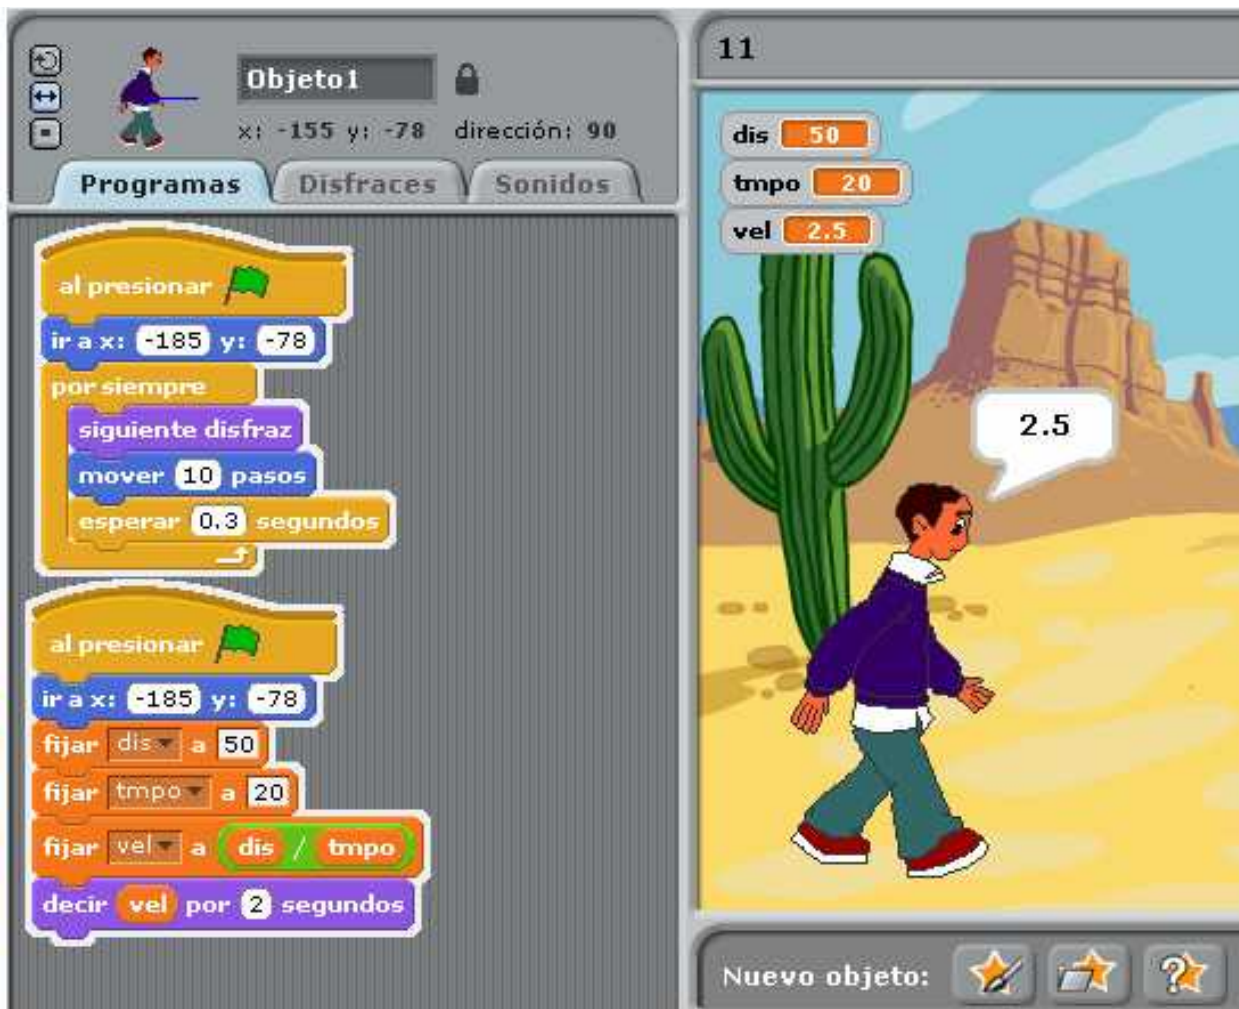 Objeto1
x: -155 y: -78 dirección: 90
Programas Disfraces Sonidos
al presionar
ir a x: -185 y: -78
por siempre
siguiente disfraz
mover 10 pasos
esperar 0.3 segundos
al presionar
ir a x: -185 y: -78
fijar dis a 50
fijar tmpo a 20
fijar vel a dis / tmpo
decir vel por 2 segundos
11
dis 50
tmpo 20
vel 2.5
2.5
Nuevo objeto: